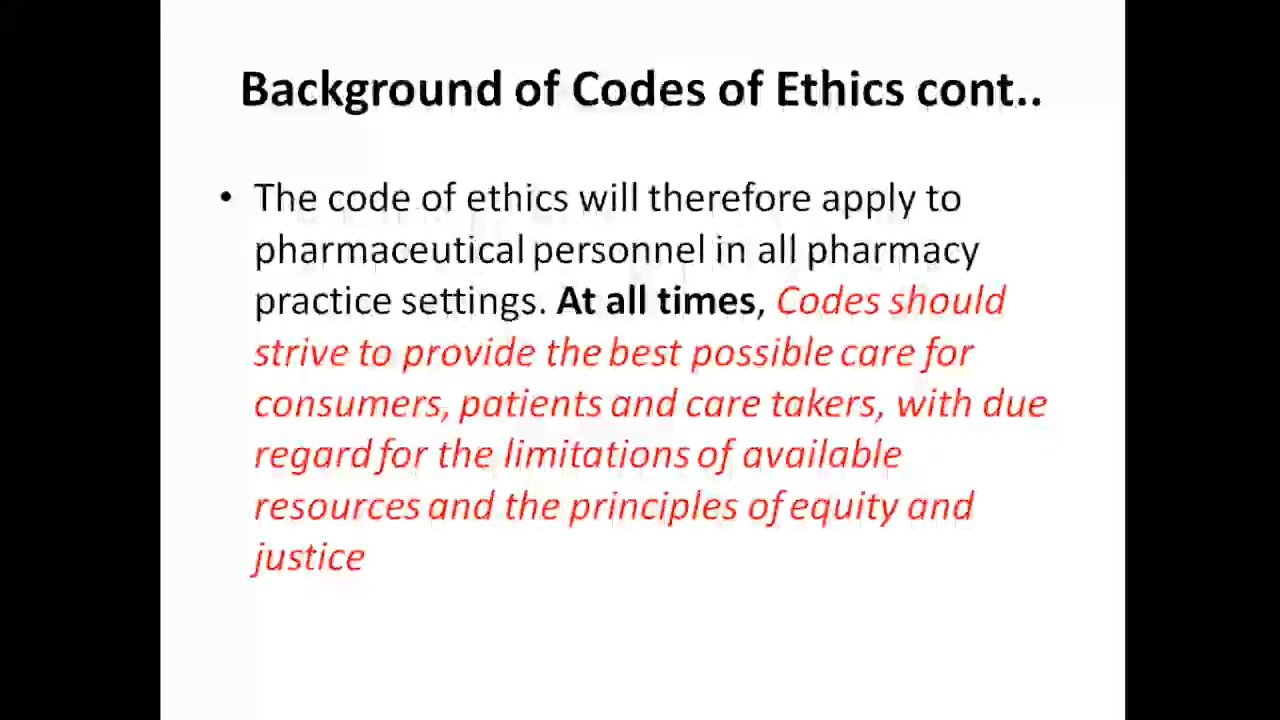 Background of Codes of Ethics cont..
• The code of ethics will therefore apply to
pharmaceutical personnel in all pharmacy
practice settings. At all times, Codes should
strive to provide the best possible care for
consumers, patients and care takers, with due
regard for the limitations of available
resources and the principles of equity and
justice